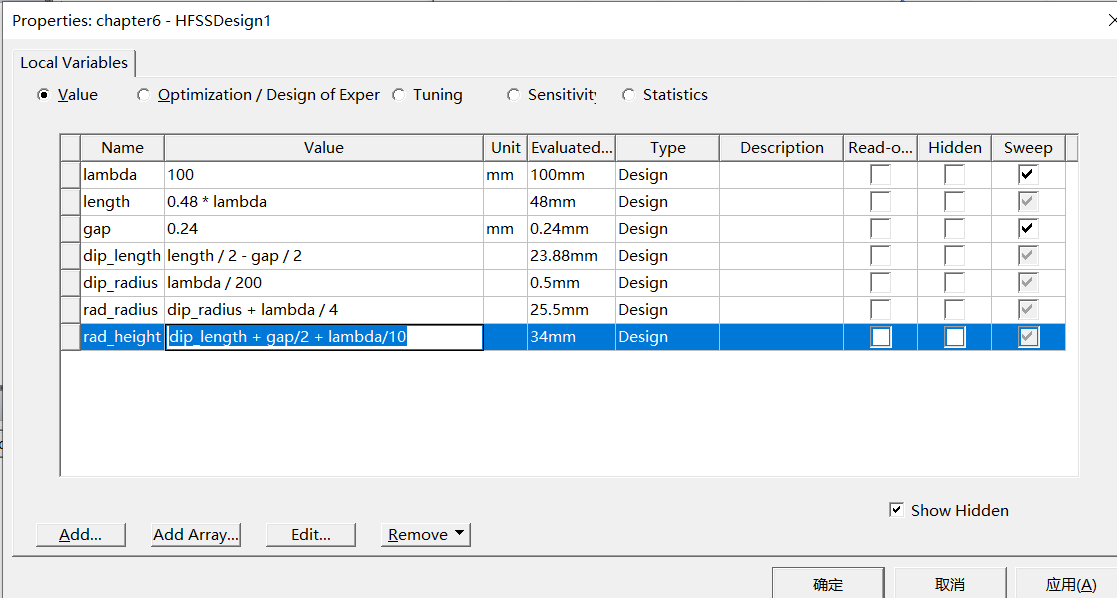 Properties: chapter6 - HFSSDesign1
Local Variables
Value Optimization / Design of Exper Tuning Sensitivity Statistics
Name Value Unit Evaluated... Type Description Read-o... Hidden Sweep
lambda 100 mm 100mm Design
length 0.48 * lambda 48mm Design
gap 0.24 mm 0.24mm Design
dip_length length / 2 - gap / 2 23.88mm Design
dip_radius lambda / 200 0.5mm Design
rad_radius dip_radius + lambda / 4 25.5mm Design
rad_height dip_length + gap/2 + lambda/10 34mm Design
Show Hidden
Add... Add Array... Edit... Remove
确定 取消 应用(A)